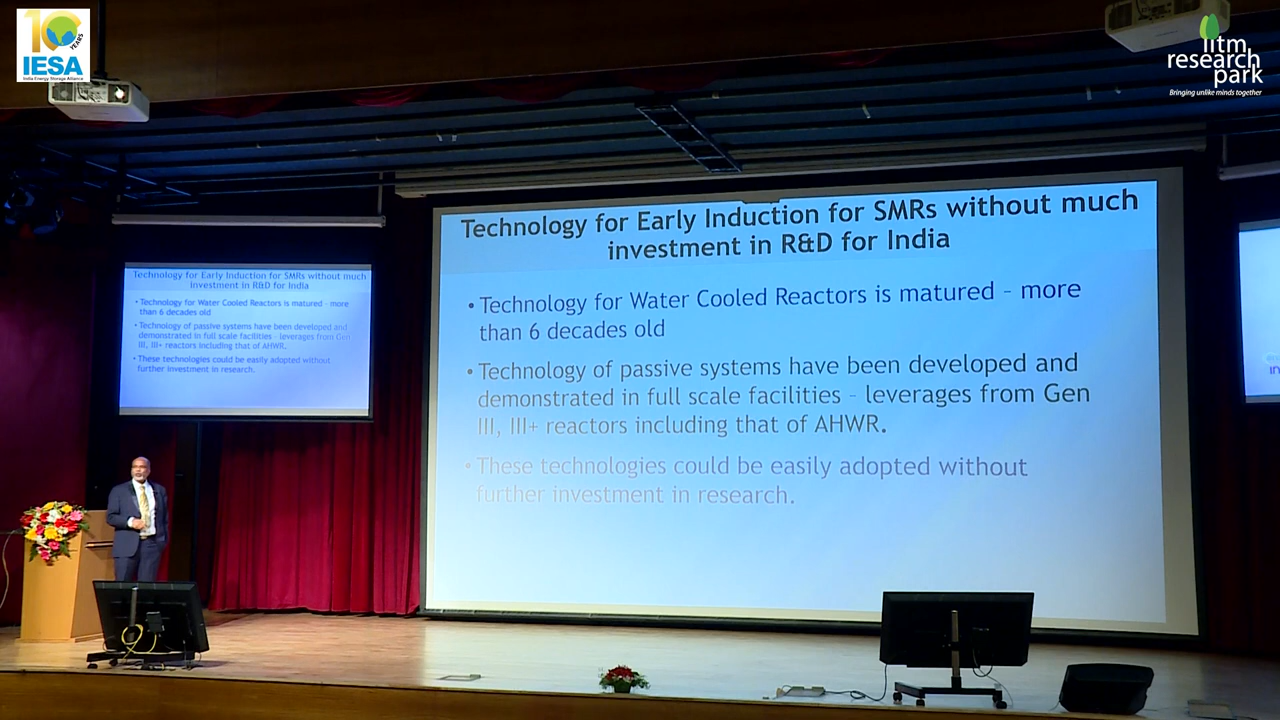 10
YEARS
IESA
India Energy Storage Alliance
iitm
research
park
Bringing unlike minds together
Technology for Early Induction for SMRs without much
investment in R&D for India
• Technology for Water Cooled Reactors is matured – more
than 6 decades old
• Technology of passive systems have been developed and
demonstrated in full scale facilities – leverages from Gen
III, III+ reactors including that of AHWR.
• These technologies could be easily adopted without
further investment in research.
Technology for Early Induction for SMRs without much
investment in R&D for India
• Technology for Water Cooled Reactors is matured – more
than 6 decades old
• Technology of passive systems have been developed and
demonstrated in full scale facilities – leverages from Gen
III, III+ reactors including that of AHWR.
• These technologies could be easily adopted without
further investment in research.